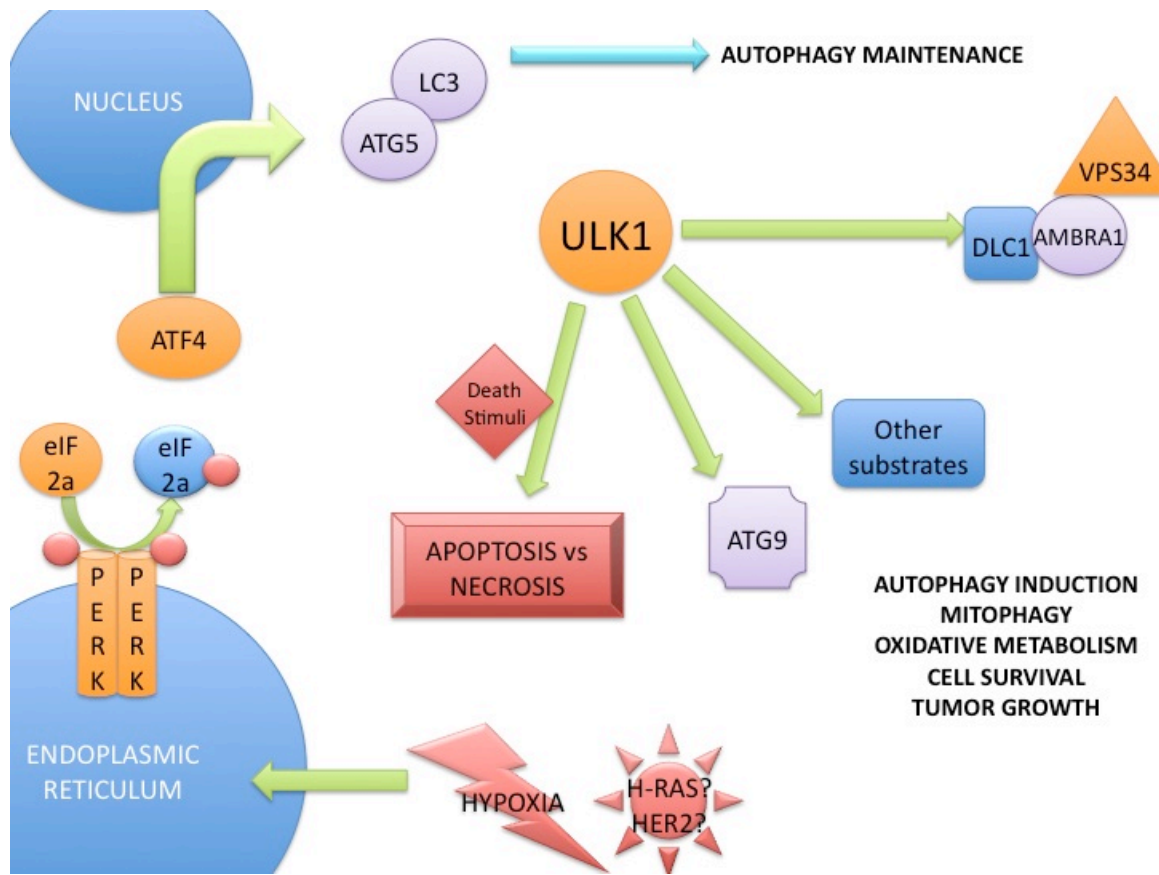 NUCLEUS
LC3
ATG5
AUTOPHAGY MAINTENANCE
VPS34
ULK1
DLC1
AMBRA1
ATF4
Death
Stimuli
Other
substrates
eIF
2a
eIF
2a
APOPTOSIS vs
NECROSIS
ATG9
P
E
R
K
P
E
R
K
AUTOPHAGY INDUCTION
MITOPHAGY
OXIDATIVE METABOLISM
CELL SURVIVAL
TUMOR GROWTH
ENDOPLASMIC
RETICULUM
HYPOXIA
H-RAS?
HER2?